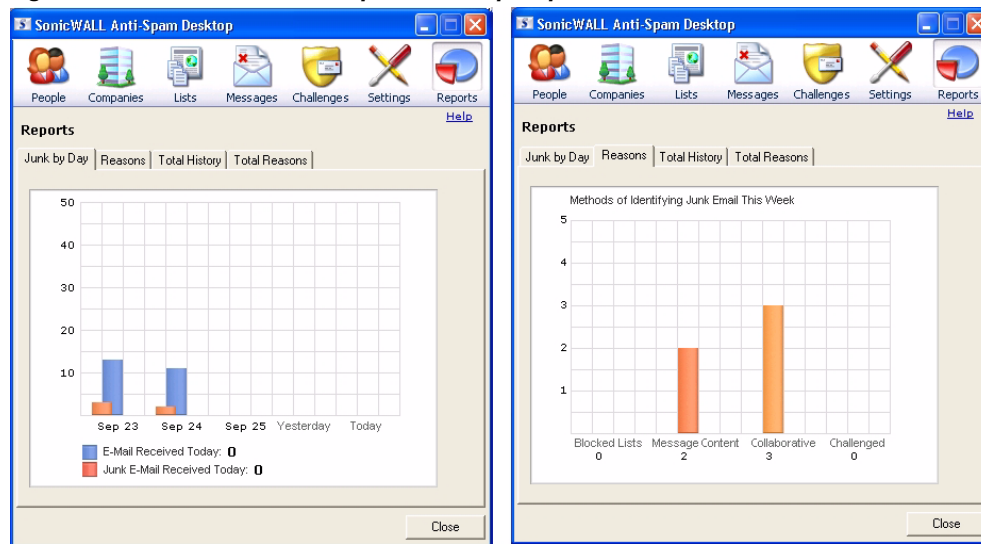 SonicWALL Anti-Spam Desktop
People Companies Lists Messages Challenges Settings Reports
Help
Reports
Junk by Day Reasons Total History Total Reasons
50
40
30
20
10
Sep 23 Sep 24 Sep 25 Yesterday Today
E-Mail Received Today: 0
Junk E-Mail Received Today: 0
Close
SonicWALL Anti-Spam Desktop
People Companies Lists Messages Challenges Settings Reports
Help
Reports
Junk by Day Reasons Total History Total Reasons
Methods of Identifying Junk Email This Week
5
4
3
2
1
Blocked Lists Message Content Collaborative Challenged
0 2 3 0
Close